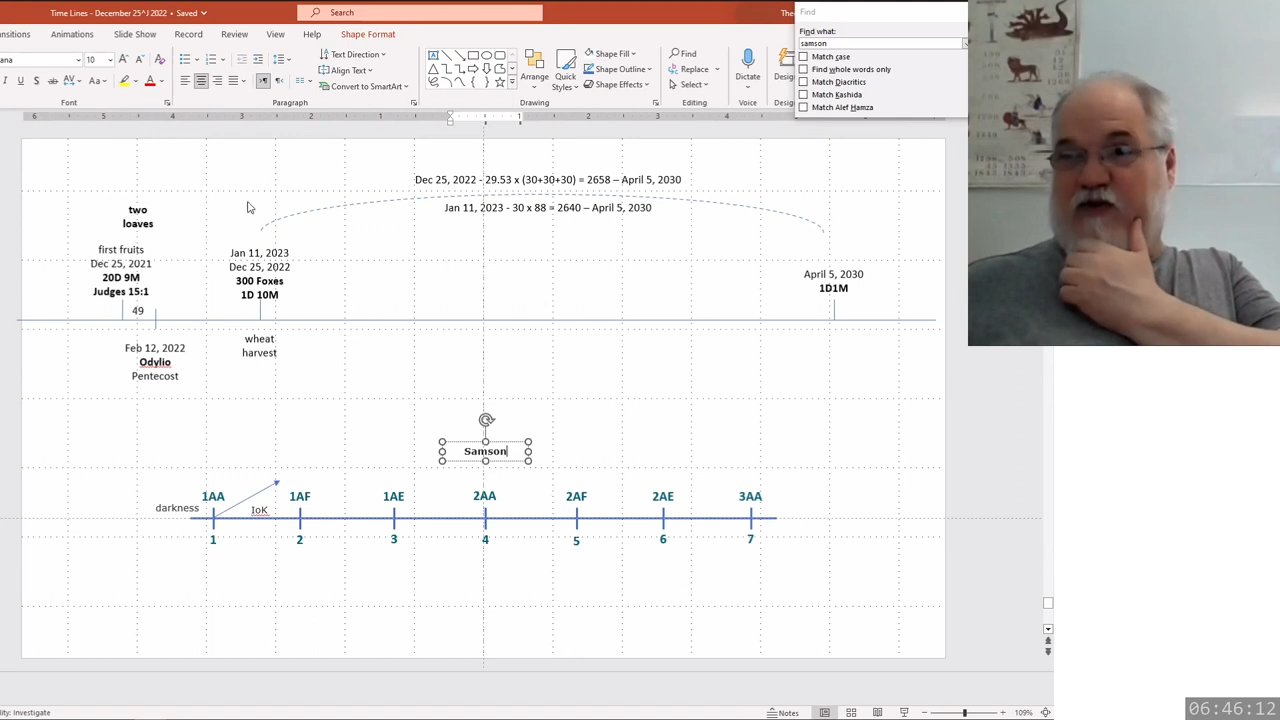 Time Lines - December 25^J 2022 • Saved
Search
The
nsitions
Animations
Slide Show
Record
Review
View
Help
Shape Format
ana
10
Font
Text Direction
Align Text
Convert to SmartArt
Paragraph
Arrange
Quick
Styles
Shape Fill
Shape Outline
Shape Effects
Drawing
Find
Replace
Select
Editing
Dictate
Voice
Find
Find what:
samson
Match case
Find whole words only
Match Diacritics
Match Kashida
Match Alef Hamza
Dec 25, 2022 - 29.53 x (30+30+30) = 2658 – April 5, 2030
Jan 11, 2023 - 30 x 88 = 2640 – April 5, 2030
two
loaves
first fruits
Dec 25, 2021
20D 9M
Judges 15:1
49
Feb 12, 2022
Odylio
Pentecost
Jan 11, 2023
Dec 25, 2022
300 Foxes
1D 10M
wheat
harvest
April 5, 2030
1D1M
Samson
darkness
IoK
1AA 1AF 1AE 2AA 2AF 2AE 3AA
1 2 3 4 5 6 7
ty: Investigate
Notes
109%
06:46:12